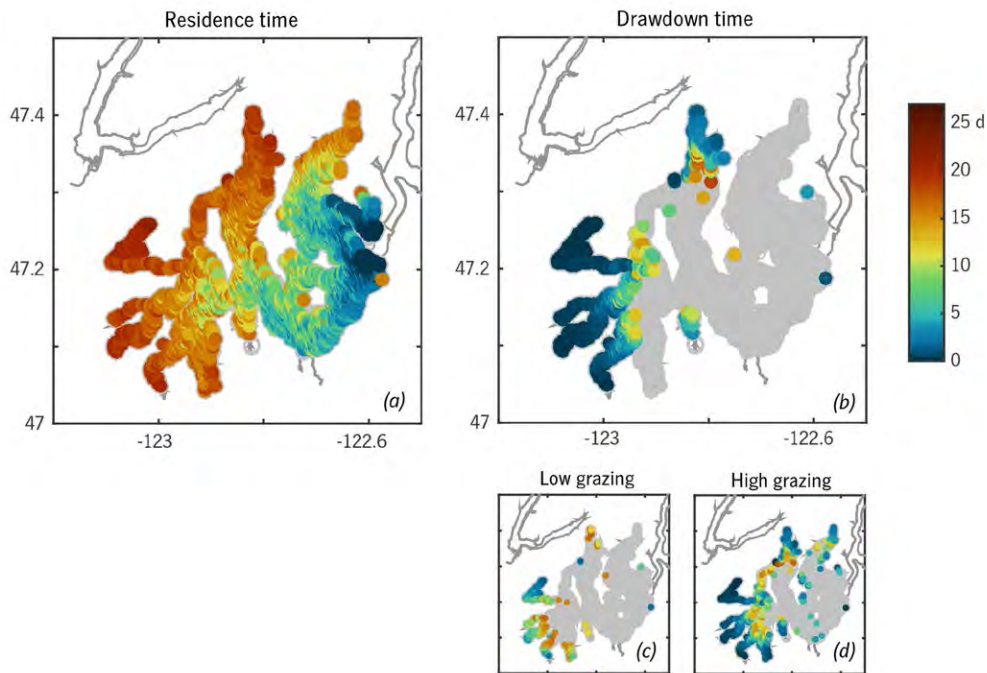 Residence time
Drawdown time
47.4
47.2
47
-123
-122.6
(a)
47.4
47.2
47
-123
-122.6
(b)
25 d
20
15
10
5
0
Low grazing
High grazing
(c)
(d)